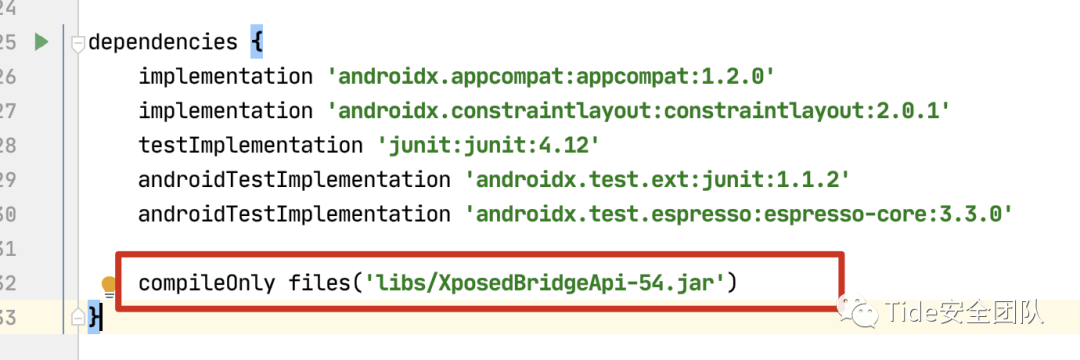 24
25 dependencies {
26 implementation 'androidx.appcompat:appcompat:1.2.0'
27 implementation 'androidx.constraintlayout:constraintlayout:2.0.1'
28 testImplementation 'junit:junit:4.12'
29 androidTestImplementation 'androidx.test.ext:junit:1.1.2'
30 androidTestImplementation 'androidx.test.espresso:espresso-core:3.3.0'
31
32 compileOnly files('libs/XposedBridgeApi-54.jar')
33 }
Tide安全团队